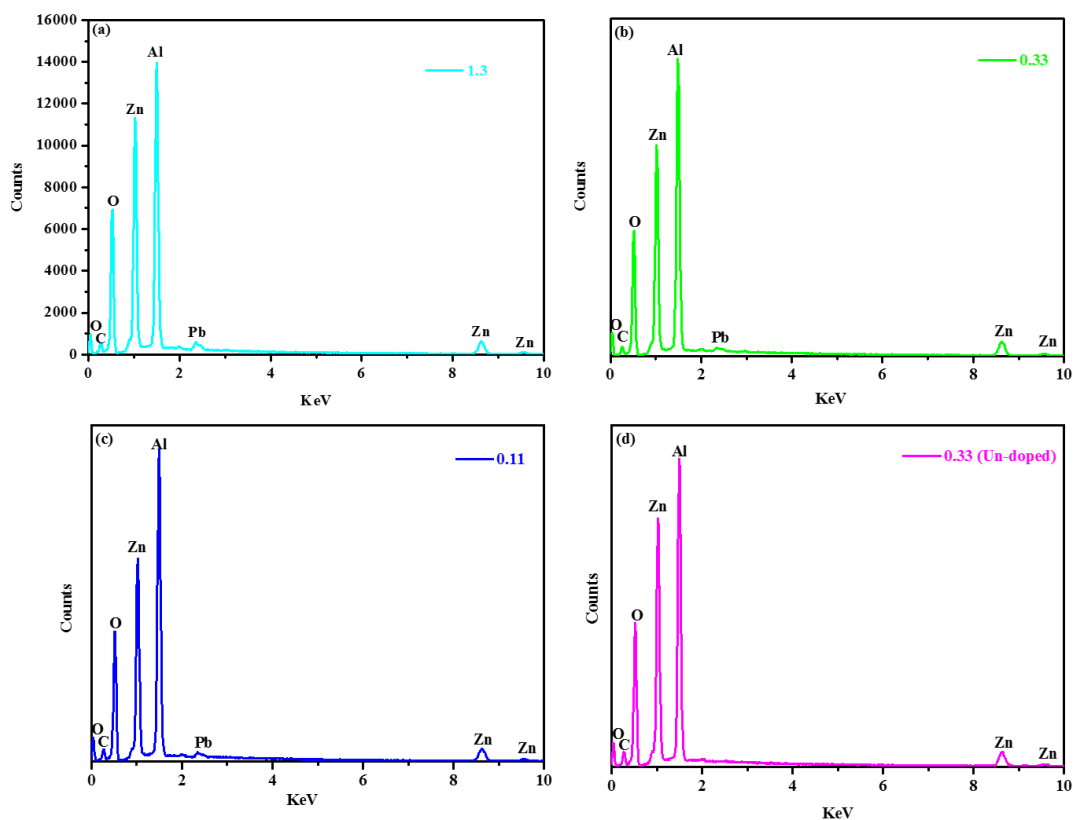 (a)
1.3
Counts
16000
14000
12000
10000
8000
6000
4000
2000
0
O
C
O
Zn
Al
Pb
Zn
Zn
0 2 4 6 8 10
KeV
(b)
0.33
Counts
O
C
O
Zn
Al
Pb
Zn
Zn
0 2 4 6 8 10
KeV
(c)
0.11
Counts
O
C
O
Zn
Al
Pb
Zn
Zn
0 2 4 6 8 10
KeV
(d)
0.33 (Un-doped)
Counts
O
C
O
Zn
Al
Zn
Zn
0 2 4 6 8 10
KeV